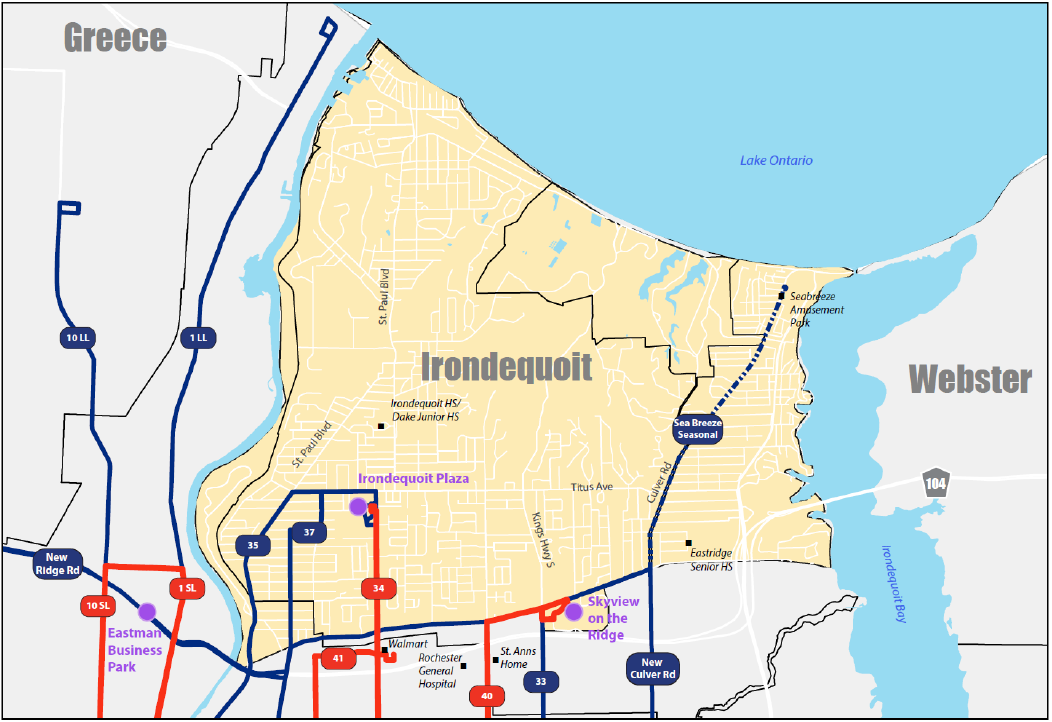 Greece
Lake Ontario
St. Paul Blvd
Seabreeze
Amusement
Park
10 LL
1 LL
Irondequoit
Webster
Irondequoit HS/
Dake Junior HS
Sea Breeze
Seasonal
St. Paul Blvd
Irondequoit Plaza
Titus Ave
Culver Rd
104
Kings Hwy S
37
35
Eastridge
Senior HS
New
Ridge Rd
Irondequoit Bay
1 SL
34
10 SL
Skyview
on the
Ridge
Eastman
Business
Park
Walmart
41
Rochester
General
Hospital
St. Anns
Home
33
New
Culver Rd
40